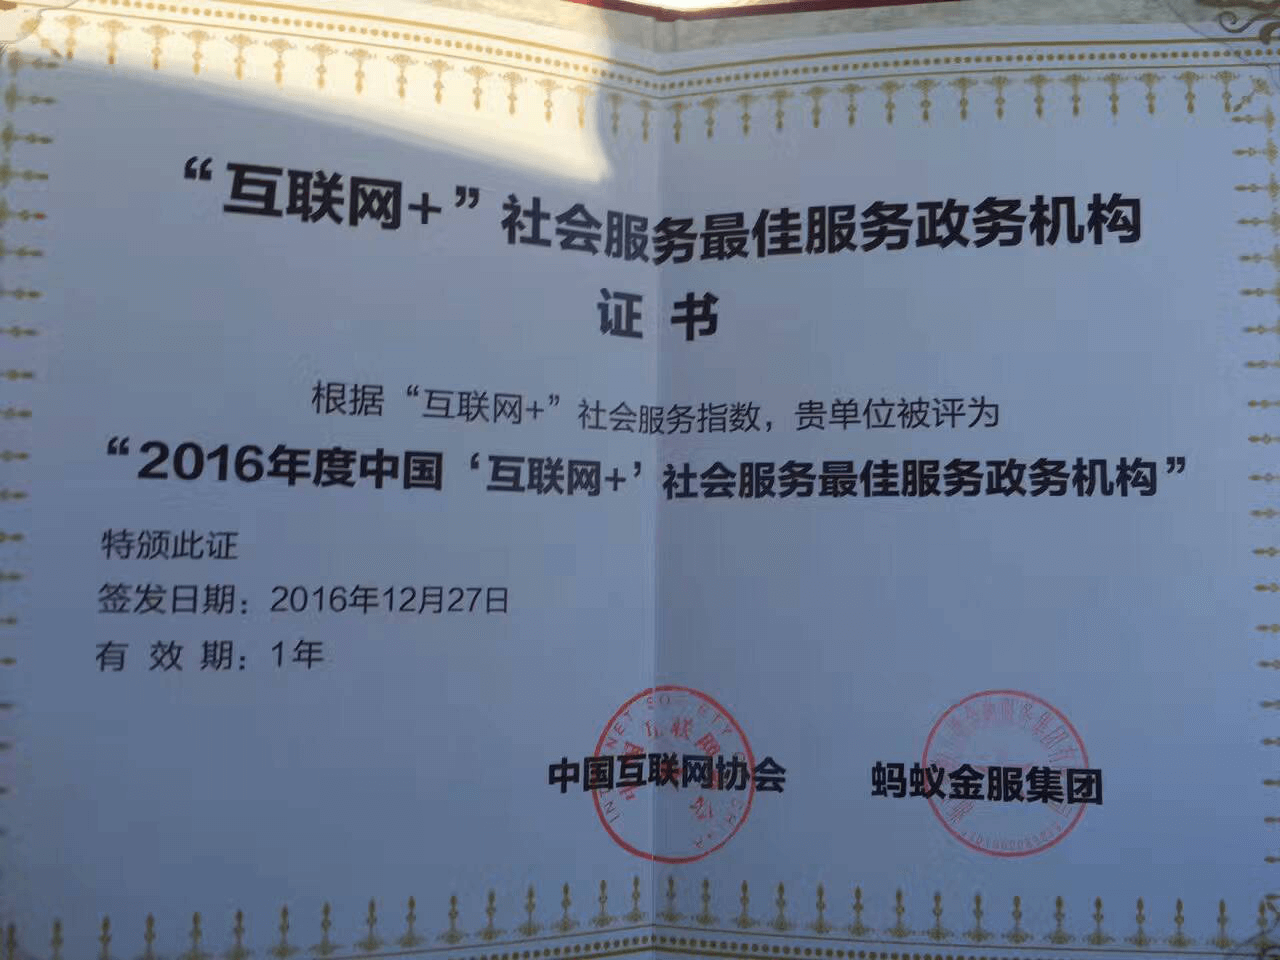 “互联网+”社会服务最佳服务政务机构
证 书
根据“互联网+”社会服务指数，贵单位被评为
“2016年度中国‘互联网+’社会服务最佳服务政务机构”
特颁此证
签发日期：2016年12月27日
有 效 期：1年
中国互联网协会
蚂蚁金服集团